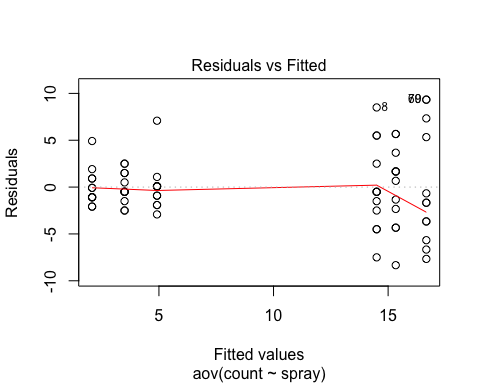 Residuals vs Fitted
Residuals
10
5
0
-5
-10
8
5
10
15
Fitted values
aov(count ~ spray)